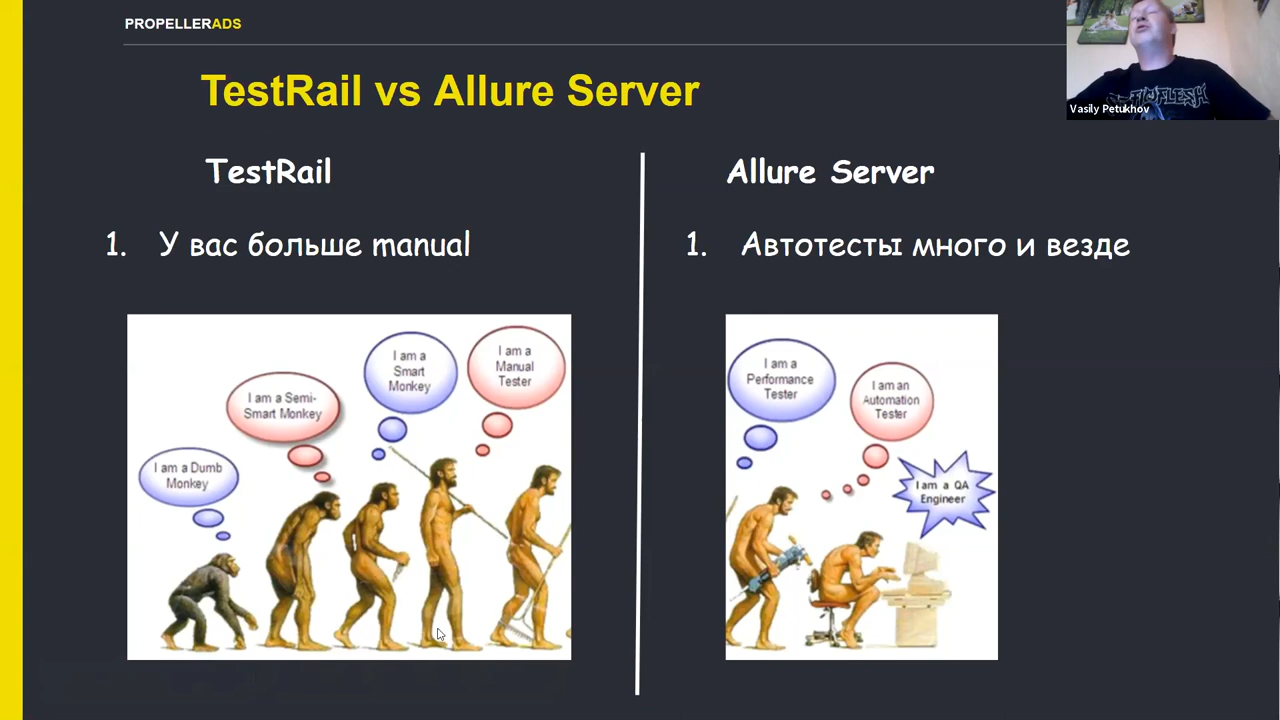 PROPELLERADS
TestRail vs Allure Server
Vasily Petukhov
TestRail
1. У вас больше manual
I am a Dumb
Monkey
I am a Semi-
Smart Monkey
I am a
Smart
Monkey
I am a
Manual
Tester
Allure Server
1. Автотесты много и везде
I am a
Performance
Tester
I am an
Automation
Tester
I am a QA
Engineer